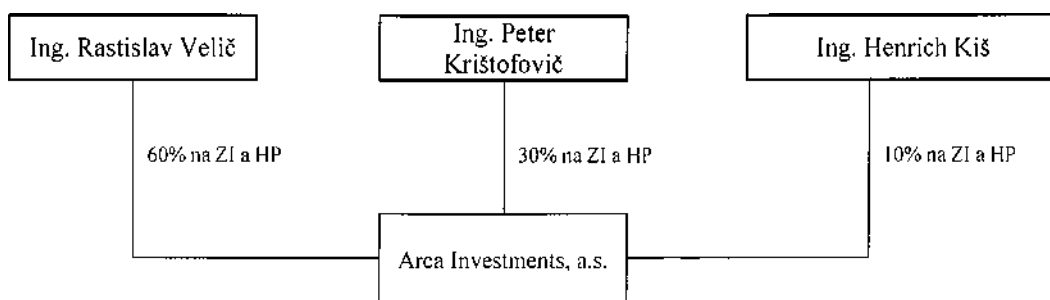 Ing. Rastislav Velič
Ing. Peter
Krištofovič
Ing. Henrich Kiš
60% na ZI a HP
30% na ZI a HP
10% na ZI a HP
Arca Investments, a.s.